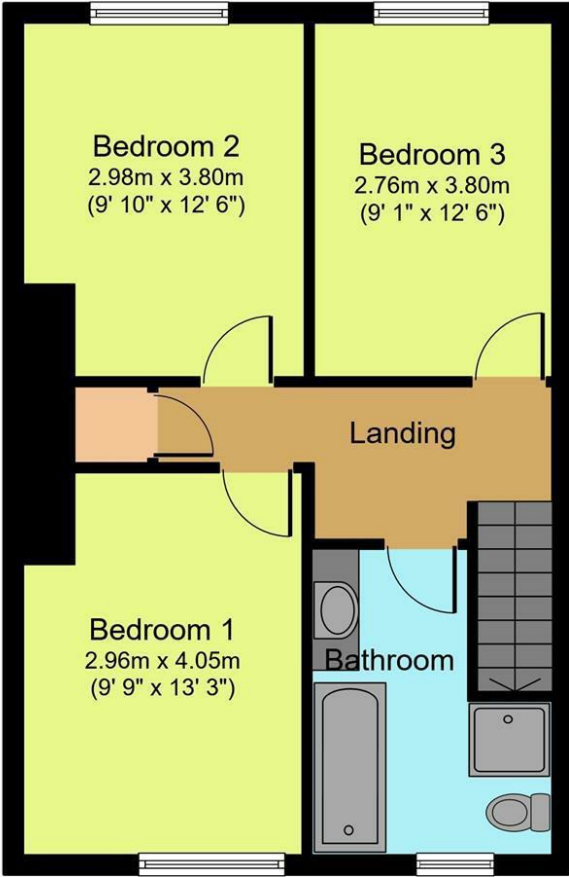 Bedroom 2
2.98m x 3.80m
(9' 10" x 12' 6")
Bedroom 3
2.76m x 3.80m
(9' 1" x 12' 6")
Landing
Bedroom 1
2.96m x 4.05m
(9' 9" x 13' 3")
Bathroom